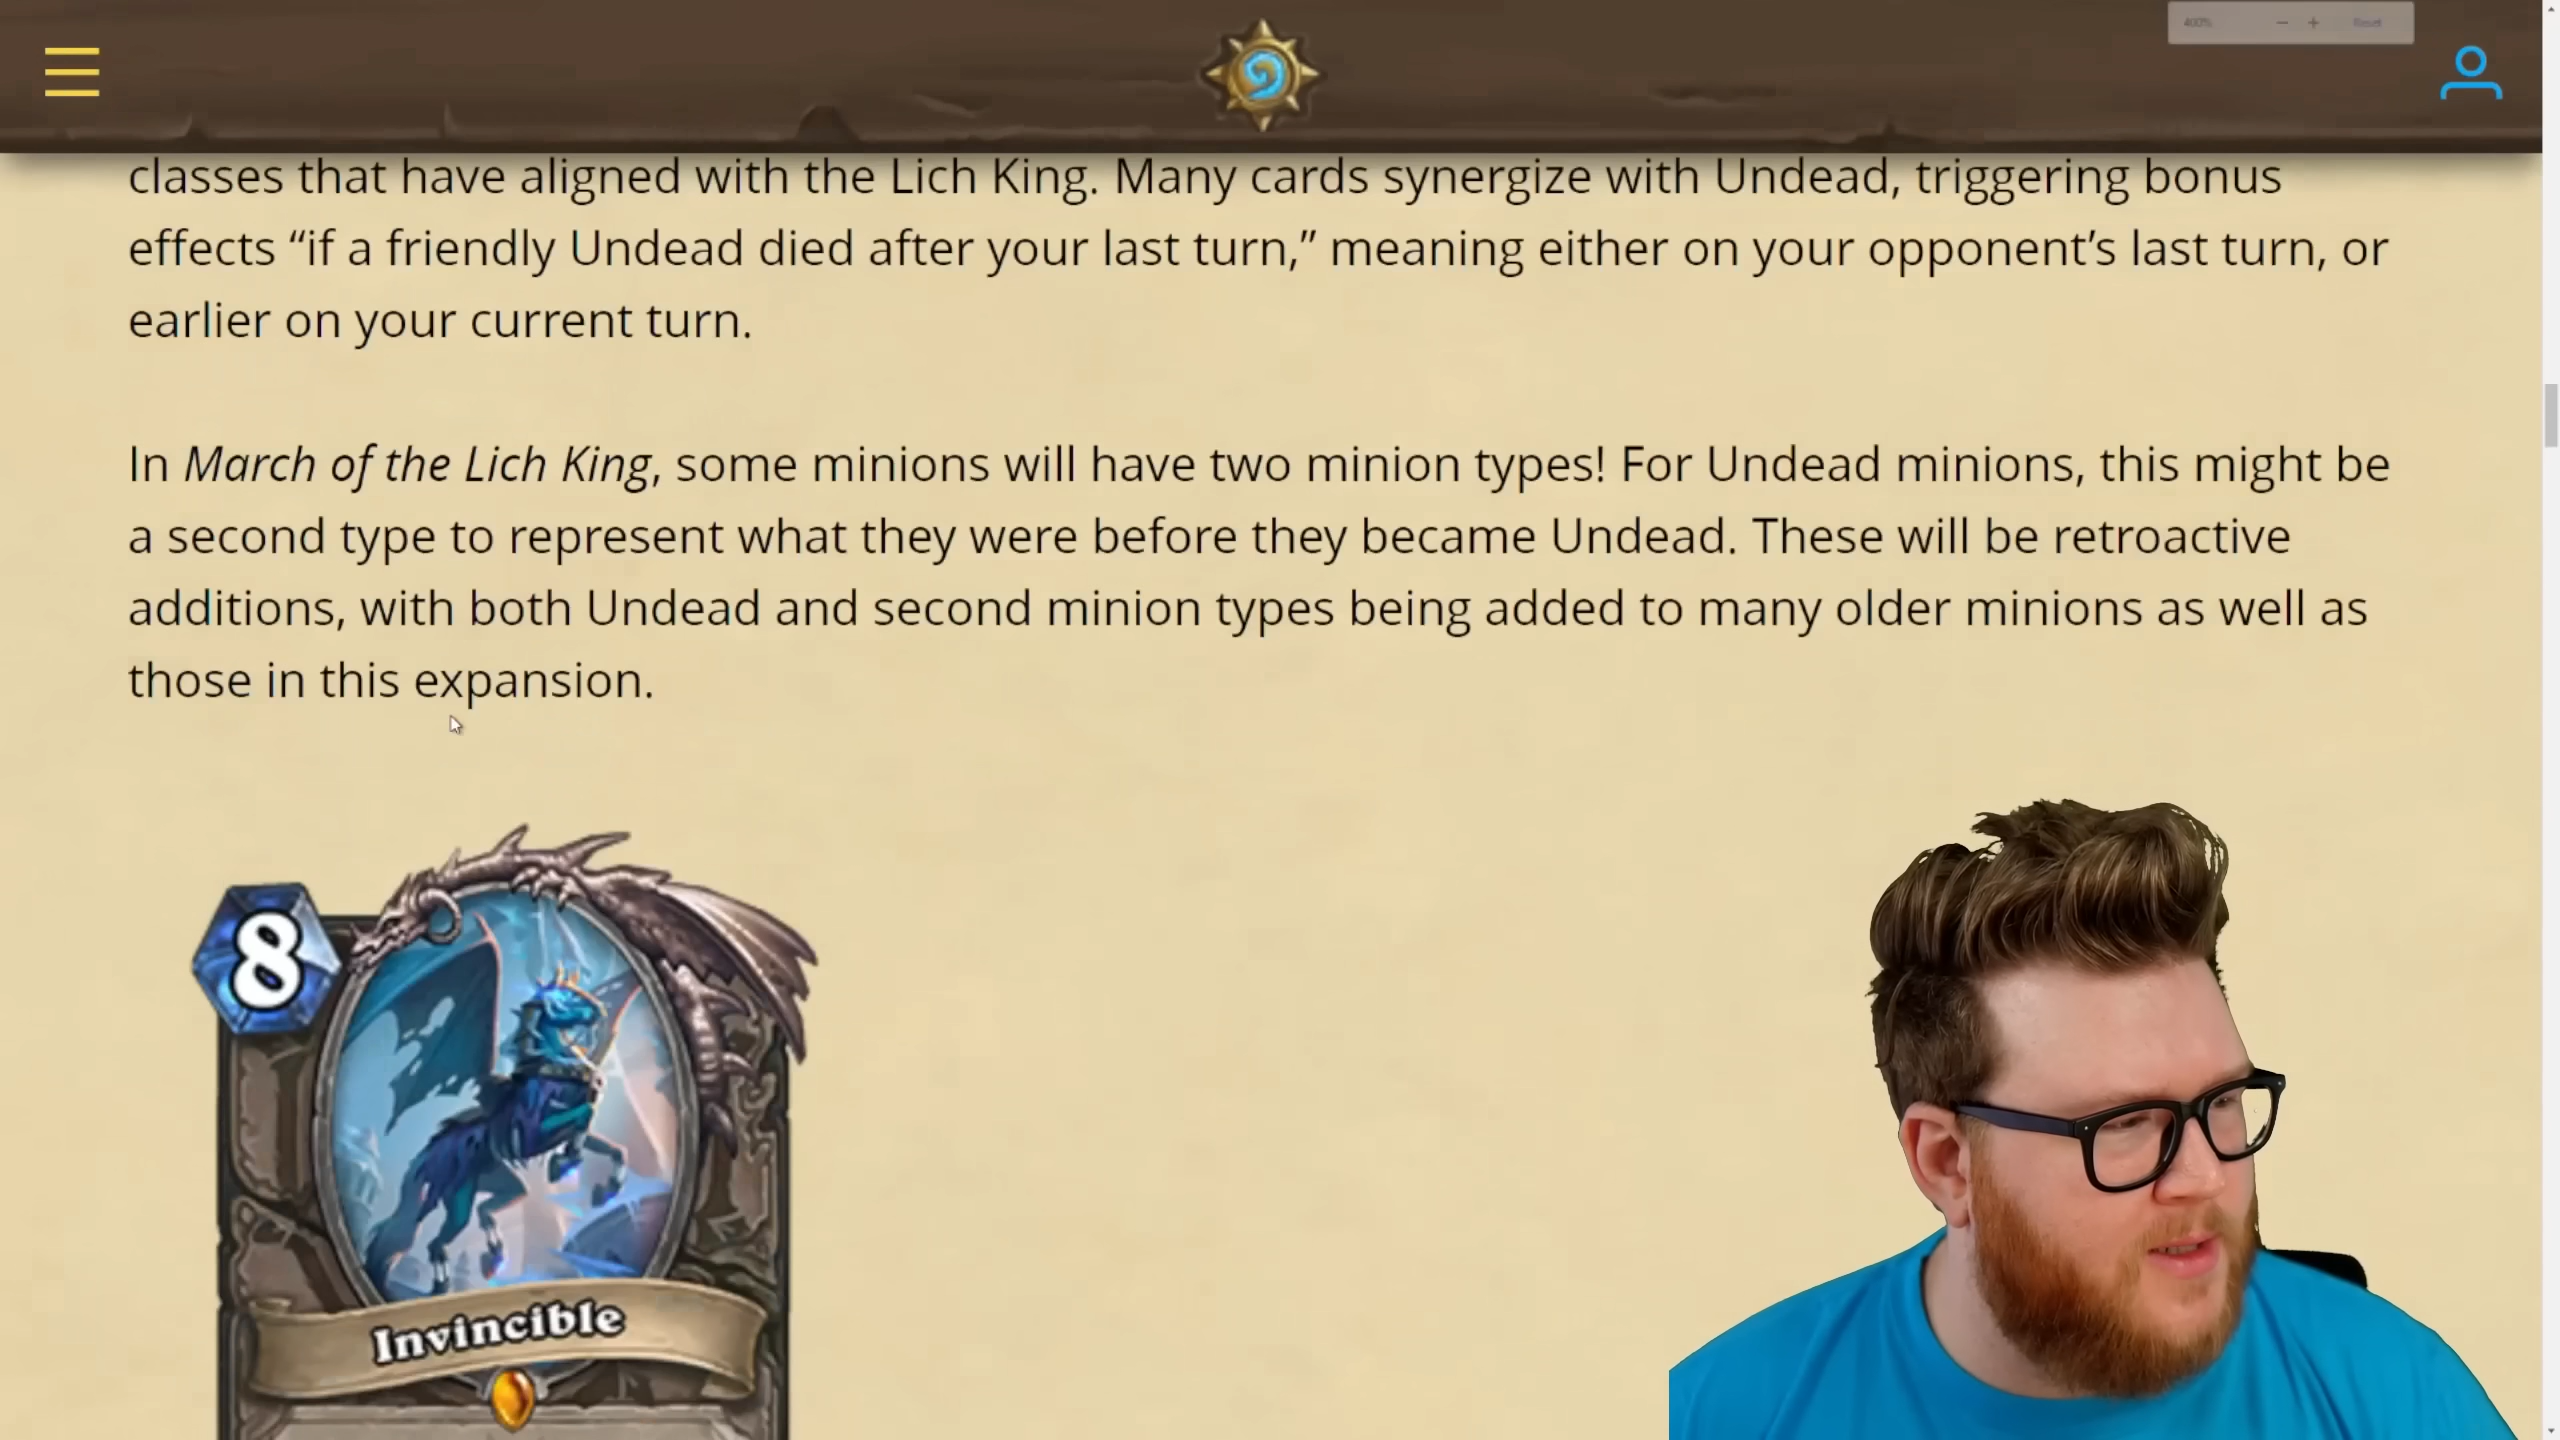 400% − + Reset
classes that have aligned with the Lich King. Many cards synergize with Undead, triggering bonus
effects “if a friendly Undead died after your last turn,” meaning either on your opponent’s last turn, or
earlier on your current turn.
In March of the Lich King, some minions will have two minion types! For Undead minions, this might be
a second type to represent what they were before they became Undead. These will be retroactive
additions, with both Undead and second minion types being added to many older minions as well as
those in this expansion.
8
Invincible